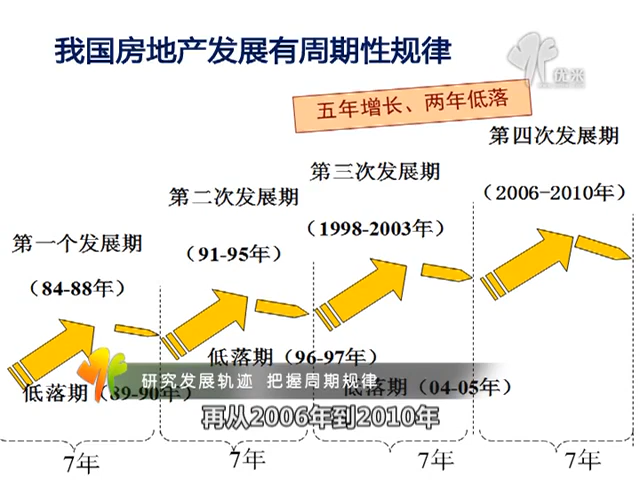 我国房地产发展有周期性规律
优米
五年增长、两年低落
第四次发展期
(2006-2010年)
第三次发展期
(1998-2003年)
第二次发展期
(91-95年)
第一个发展期
(84-88年)
低落期(96-97年)
低落期(89-90年)
低落期(04-05年)
研究发展轨迹 把握周期规律
再从2006年到2010年
7年
7年
7年
7年